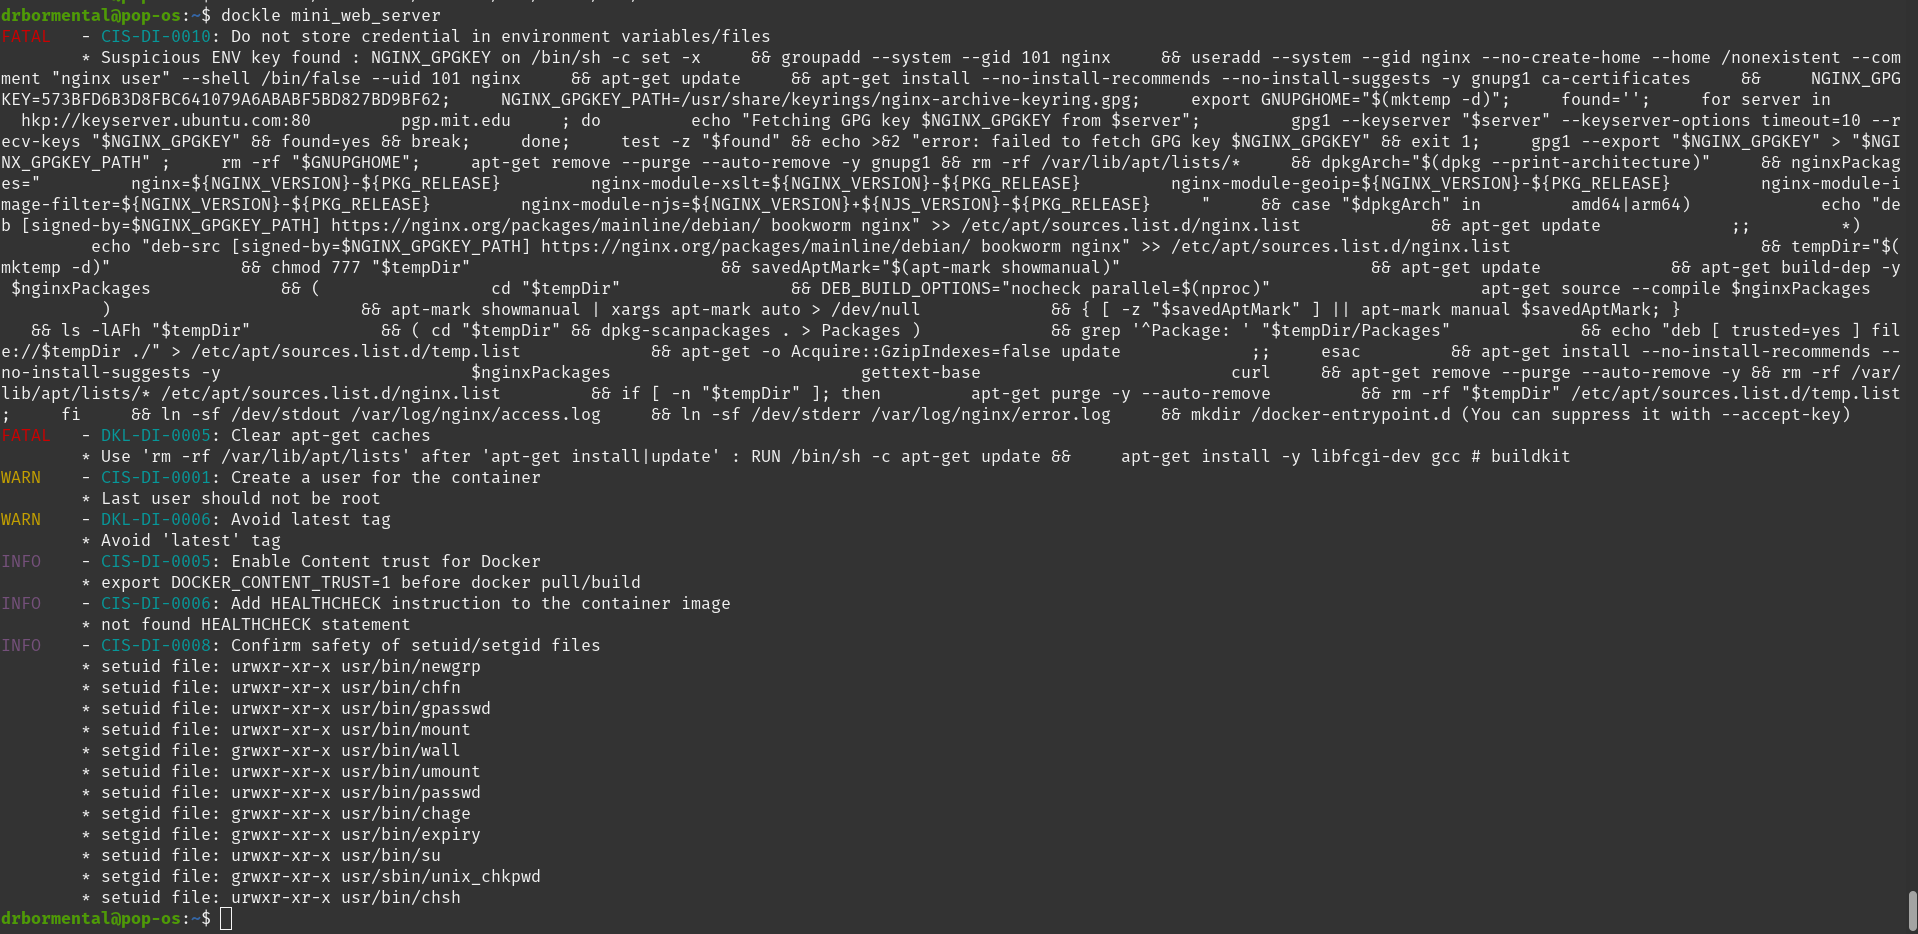 drbormental@pop-os:~$ dockle mini_web_server
FATAL   - CIS-DI-0010: Do not store credential in environment variables/files
        * Suspicious ENV key found : NGINX_GPGKEY on /bin/sh -c set -x     && groupadd --system --gid 101 nginx     && useradd --system --gid nginx --no-create-home --home /nonexistent --com
ment "nginx user" --shell /bin/false --uid 101 nginx     && apt-get update     && apt-get install --no-install-recommends --no-install-suggests -y gnupg1 ca-certificates     &&     NGINX_GPG
KEY=573BFD6B3D8FBC641079A6ABABF5BD827BD9BF62;     NGINX_GPGKEY_PATH=/usr/share/keyrings/nginx-archive-keyring.gpg;     export GNUPGHOME="$(mktemp -d)";     found='';     for server in
  hkp://keyserver.ubuntu.com:80         pgp.mit.edu     ; do         echo "Fetching GPG key $NGINX_GPGKEY from $server";         gpg1 --keyserver "$server" --keyserver-options timeout=10 --r
ecv-keys "$NGINX_GPGKEY" && found=yes && break;     done;     test -z "$found" && echo >&2 "error: failed to fetch GPG key $NGINX_GPGKEY" && exit 1;     gpg1 --export "$NGINX_GPGKEY" > "$NGI
NX_GPGKEY_PATH" ;     rm -rf "$GNUPGHOME";     apt-get remove --purge --auto-remove -y gnupg1 && rm -rf /var/lib/apt/lists/*     && dpkgArch="$(dpkg --print-architecture)"     && nginxPackag
es="         nginx=${NGINX_VERSION}-${PKG_RELEASE}         nginx-module-xslt=${NGINX_VERSION}-${PKG_RELEASE}         nginx-module-geoip=${NGINX_VERSION}-${PKG_RELEASE}         nginx-module-i
mage-filter=${NGINX_VERSION}-${PKG_RELEASE}         nginx-module-njs=${NGINX_VERSION}+${NJS_VERSION}-${PKG_RELEASE}     "     && case "$dpkgArch" in         amd64|arm64)             echo "de
b [signed-by=$NGINX_GPGKEY_PATH] https://nginx.org/packages/mainline/debian/ bookworm nginx" >> /etc/apt/sources.list.d/nginx.list             && apt-get update             ;;         *)
         echo "deb-src [signed-by=$NGINX_GPGKEY_PATH] https://nginx.org/packages/mainline/debian/ bookworm nginx" >> /etc/apt/sources.list.d/nginx.list                         && tempDir="$(
mktemp -d)"             && chmod 777 "$tempDir"                         && savedAptMark="$(apt-mark showmanual)"                         && apt-get update             && apt-get build-dep -y
 $nginxPackages             && (                 cd "$tempDir"                 && DEB_BUILD_OPTIONS="nocheck parallel=$(nproc)"                     apt-get source --compile $nginxPackages
          )                         && apt-mark showmanual | xargs apt-mark auto > /dev/null             && { [ -z "$savedAptMark" ] || apt-mark manual $savedAptMark; }
   && ls -lAFh "$tempDir"             && ( cd "$tempDir" && dpkg-scanpackages . > Packages )             && grep '^Package: ' "$tempDir/Packages"             && echo "deb [ trusted=yes ] fil
e://$tempDir ./" > /etc/apt/sources.list.d/temp.list             && apt-get -o Acquire::GzipIndexes=false update             ;;     esac         && apt-get install --no-install-recommends --
no-install-suggests -y                         $nginxPackages                         gettext-base                         curl     && apt-get remove --purge --auto-remove -y && rm -rf /var/
lib/apt/lists/* /etc/apt/sources.list.d/nginx.list         && if [ -n "$tempDir" ]; then         apt-get purge -y --auto-remove         && rm -rf "$tempDir" /etc/apt/sources.list.d/temp.list
;     fi     && ln -sf /dev/stdout /var/log/nginx/access.log     && ln -sf /dev/stderr /var/log/nginx/error.log     && mkdir /docker-entrypoint.d (You can suppress it with --accept-key)
FATAL   - DKL-DI-0005: Clear apt-get caches
        * Use 'rm -rf /var/lib/apt/lists' after 'apt-get install|update' : RUN /bin/sh -c apt-get update &&     apt-get install -y libfcgi-dev gcc # buildkit
WARN    - CIS-DI-0001: Create a user for the container
        * Last user should not be root
WARN    - DKL-DI-0006: Avoid latest tag
        * Avoid 'latest' tag
INFO    - CIS-DI-0005: Enable Content trust for Docker
        * export DOCKER_CONTENT_TRUST=1 before docker pull/build
INFO    - CIS-DI-0006: Add HEALTHCHECK instruction to the container image
        * not found HEALTHCHECK statement
INFO    - CIS-DI-0008: Confirm safety of setuid/setgid files
        * setuid file: urwxr-xr-x usr/bin/newgrp
        * setuid file: urwxr-xr-x usr/bin/chfn
        * setuid file: urwxr-xr-x usr/bin/gpasswd
        * setuid file: urwxr-xr-x usr/bin/mount
        * setgid file: grwxr-xr-x usr/bin/wall
        * setuid file: urwxr-xr-x usr/bin/umount
        * setuid file: urwxr-xr-x usr/bin/passwd
        * setgid file: grwxr-xr-x usr/bin/chage
        * setgid file: grwxr-xr-x usr/bin/expiry
        * setuid file: urwxr-xr-x usr/bin/su
        * setgid file: grwxr-xr-x usr/sbin/unix_chkpwd
        * setuid file: urwxr-xr-x usr/bin/chsh
drbormental@pop-os:~$